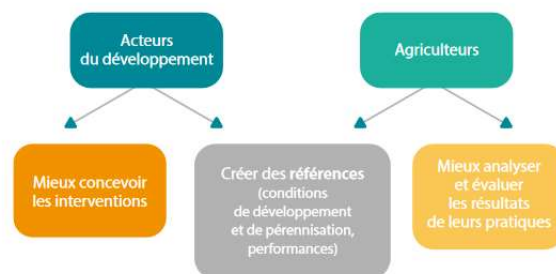 Acteurs
du développement
Agriculteurs
Mieux concevoir
les interventions
Créer des références
(conditions
de développement
et de pérennisation,
performances)
Mieux analyser
et évaluer
les résultats
de leurs pratiques